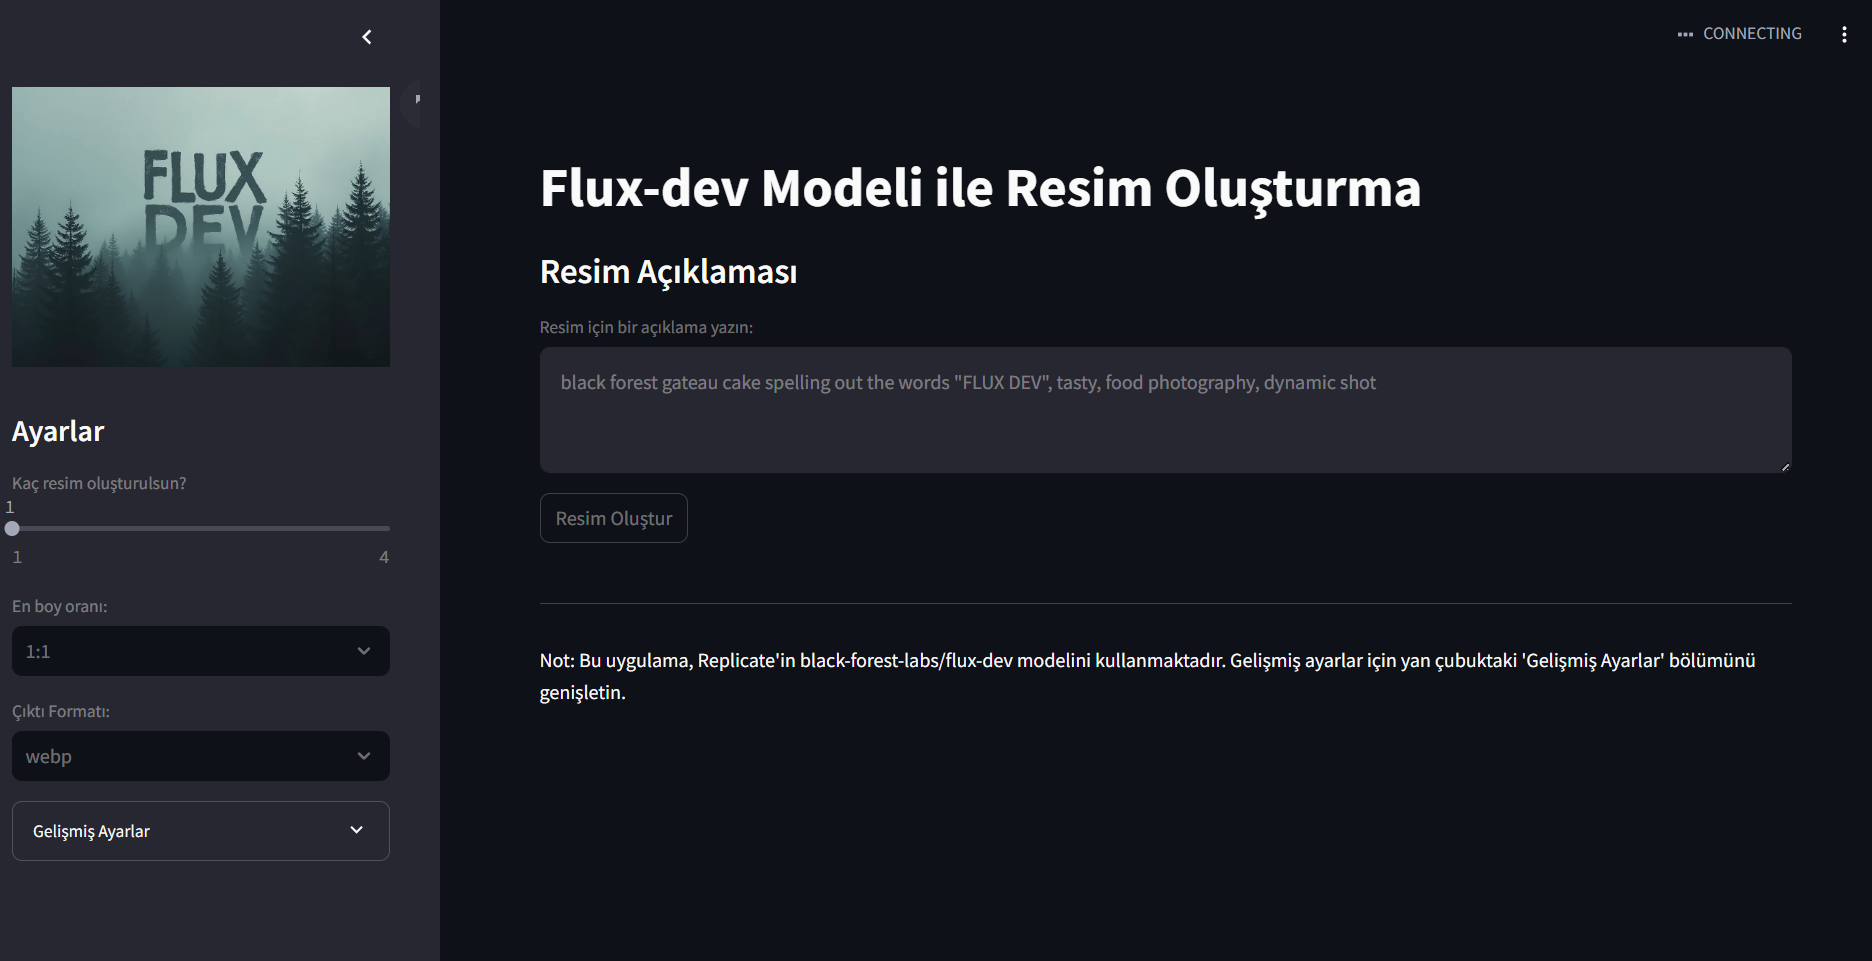 FLUX
DEV
Ayarlar
Kaç resim oluşturulsun?
1
1 4
En boy oranı:
1:1
Çıktı Formatı:
webp
Gelişmiş Ayarlar
CONNECTING
Flux-dev Modeli ile Resim Oluşturma
Resim Açıklaması
Resim için bir açıklama yazın:
black forest gateau cake spelling out the words "FLUX DEV", tasty, food photography, dynamic shot
Resim Oluştur
Not: Bu uygulama, Replicate'in black-forest-labs/flux-dev modelini kullanmaktadır. Gelişmiş ayarlar için yan çubuktaki 'Gelişmiş Ayarlar' bölümünü
genişletin.